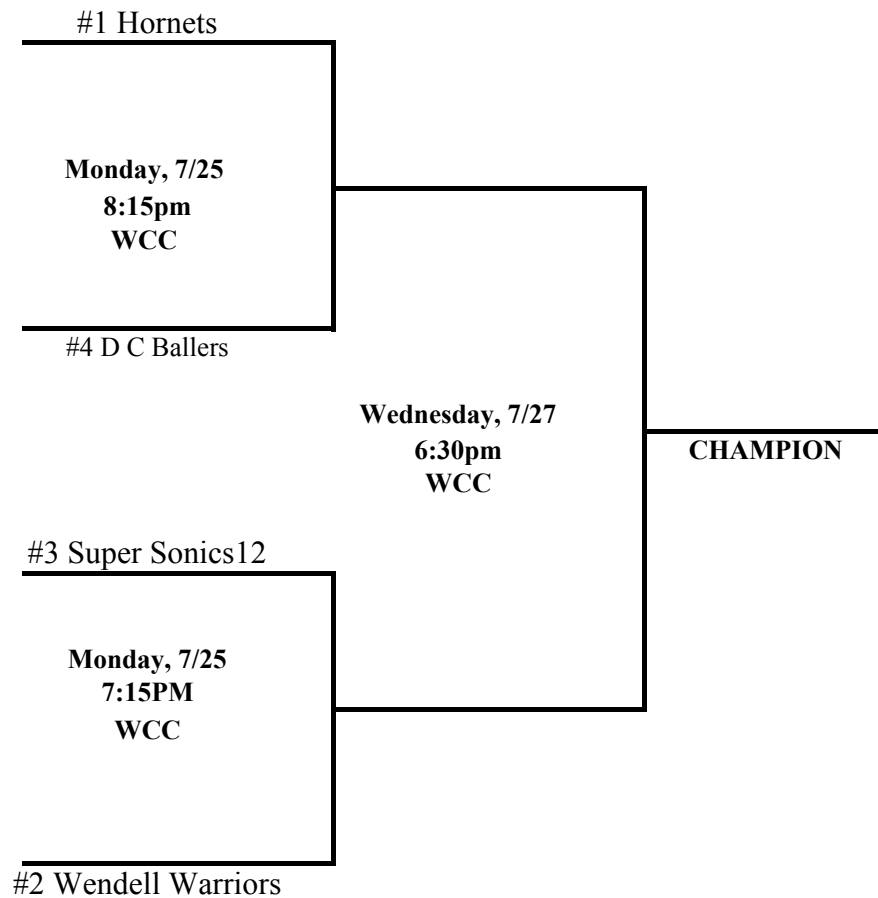 #1 Hornets
Monday, 7/25
8:15pm
WCC
#4 D C Ballers
Wednesday, 7/27
6:30pm
WCC
CHAMPION
#3 Super Sonics12
Monday, 7/25
7:15PM
WCC
#2 Wendell Warriors